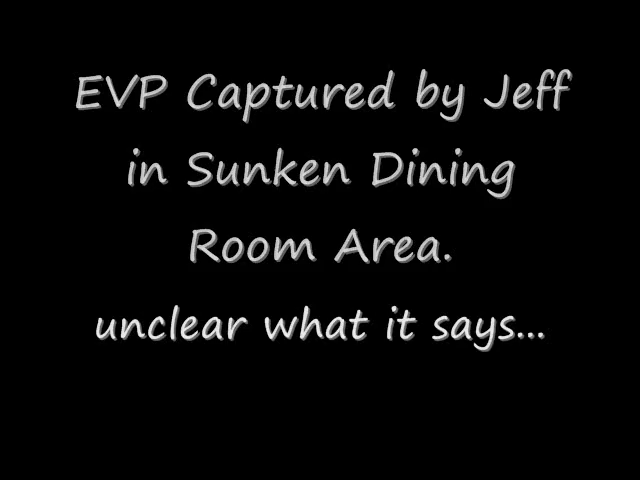 EVP Captured by Jeff
in Sunken Dining
Room Area.
unclear what it says...